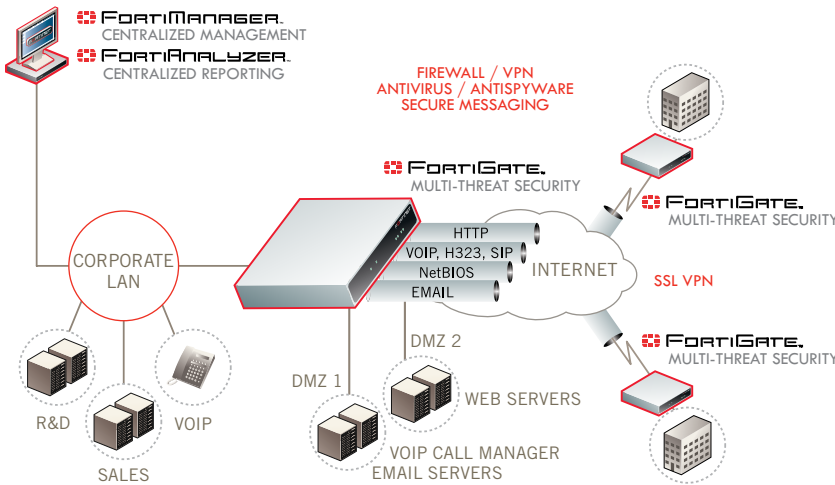 FORTIMANAGER
CENTRALIZED MANAGEMENT
FORTIANALYZER
CENTRALIZED REPORTING
FIREWALL / VPN
ANTIVIRUS / ANTISPYWARE
SECURE MESSAGING
FORTIGATE
MULTI-THREAT SECURITY
FORTIGATE
MULTI-THREAT SECURITY
HTTP
VOIP, H323, SIP
NetBIOS
EMAIL
INTERNET
CORPORATE
LAN
SSL VPN
FORTIGATE
MULTI-THREAT SECURITY
DMZ 2
DMZ 1
R&D
SALES
VOIP
WEB SERVERS
VOIP CALL MANAGER
EMAIL SERVERS